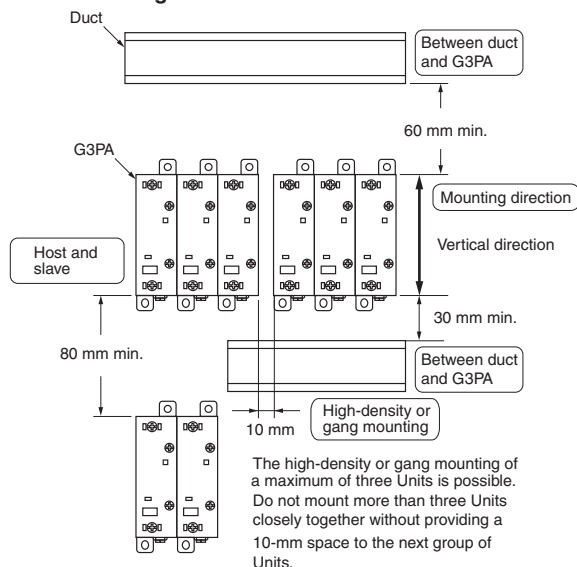 Duct
Between duct
and G3PA
60 mm min.
G3PA
Mounting direction
Host and
slave
Vertical direction
30 mm min.
80 mm min.
Between duct
and G3PA
10 mm
High-density or
gang mounting
The high-density or gang mounting of
a maximum of three Units is possible.
Do not mount more than three Units
closely together without providing a
10-mm space to the next group of
Units.